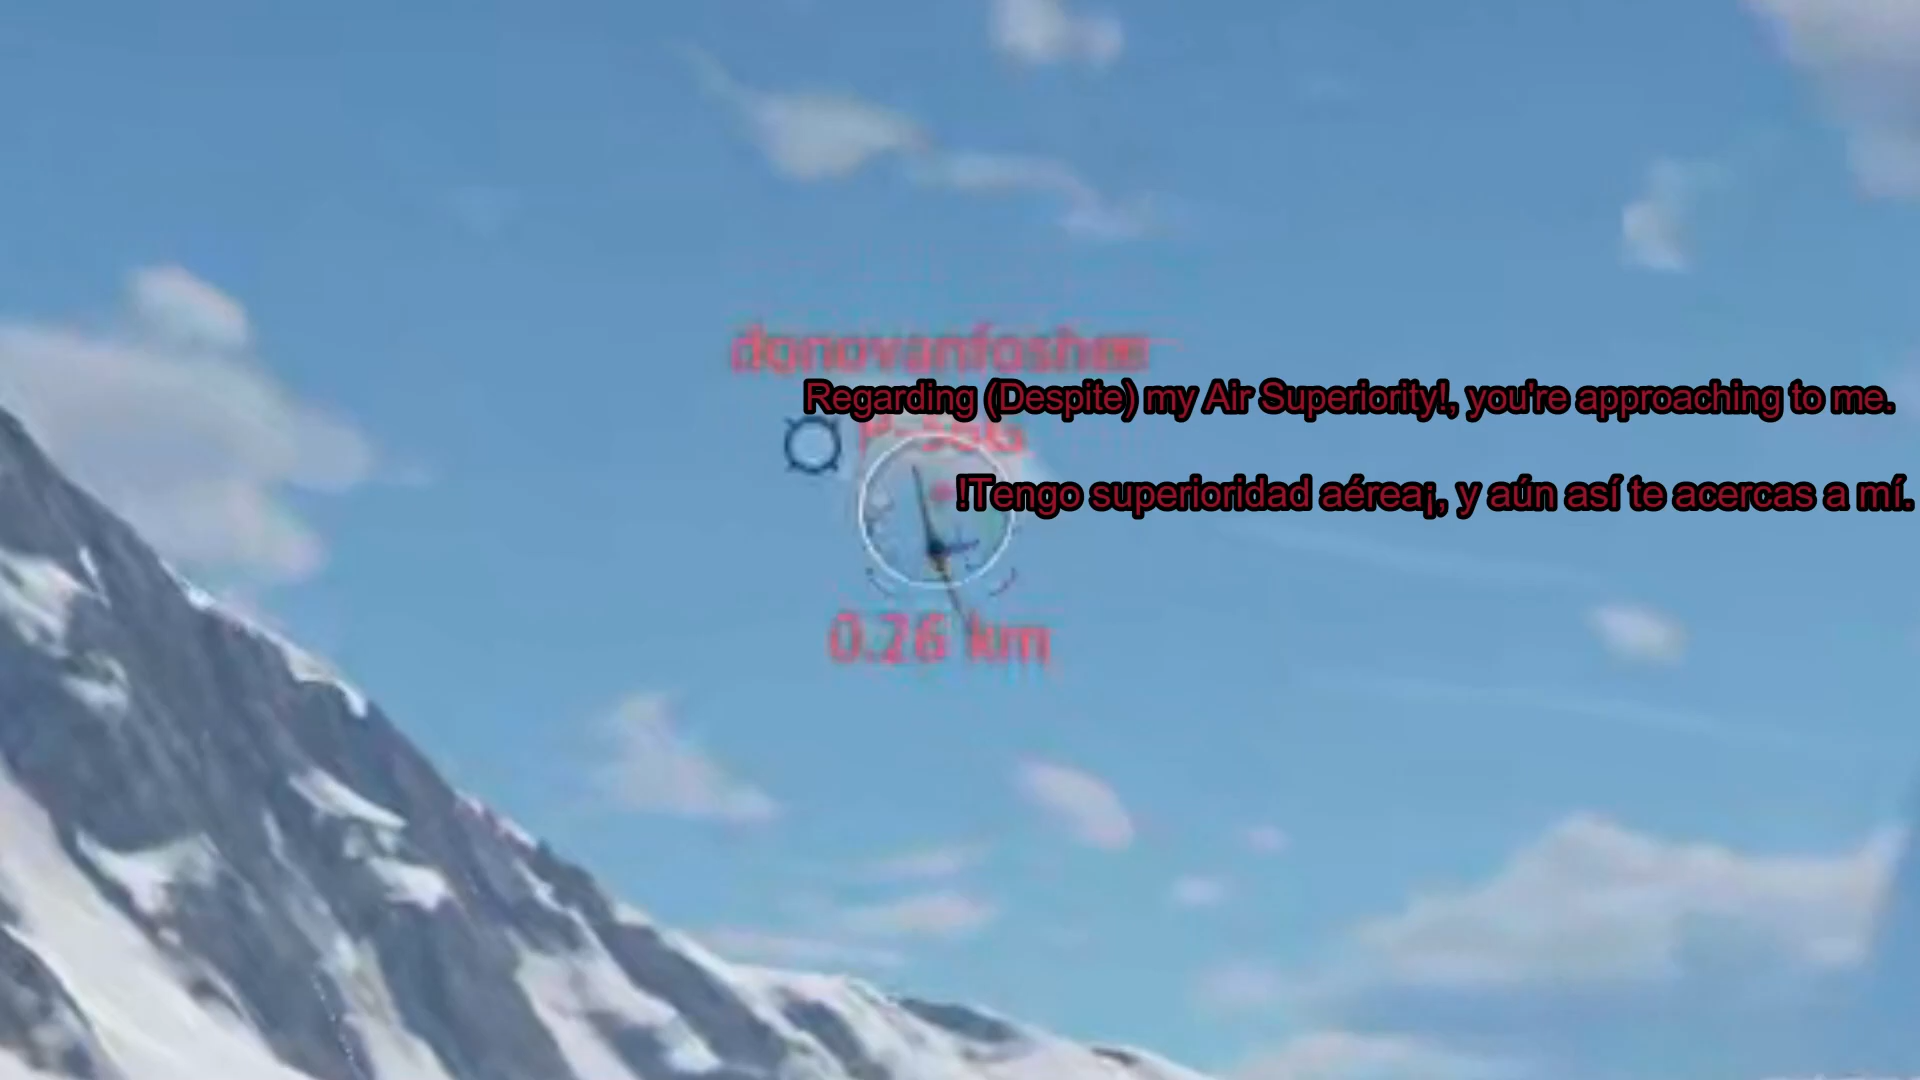 donovanfoshee
Regarding (Despite) my Air Superiority!, you're approaching to me.
!Tengo superioridad aérea¡, y aún así te acercas a mí.
0.26 km